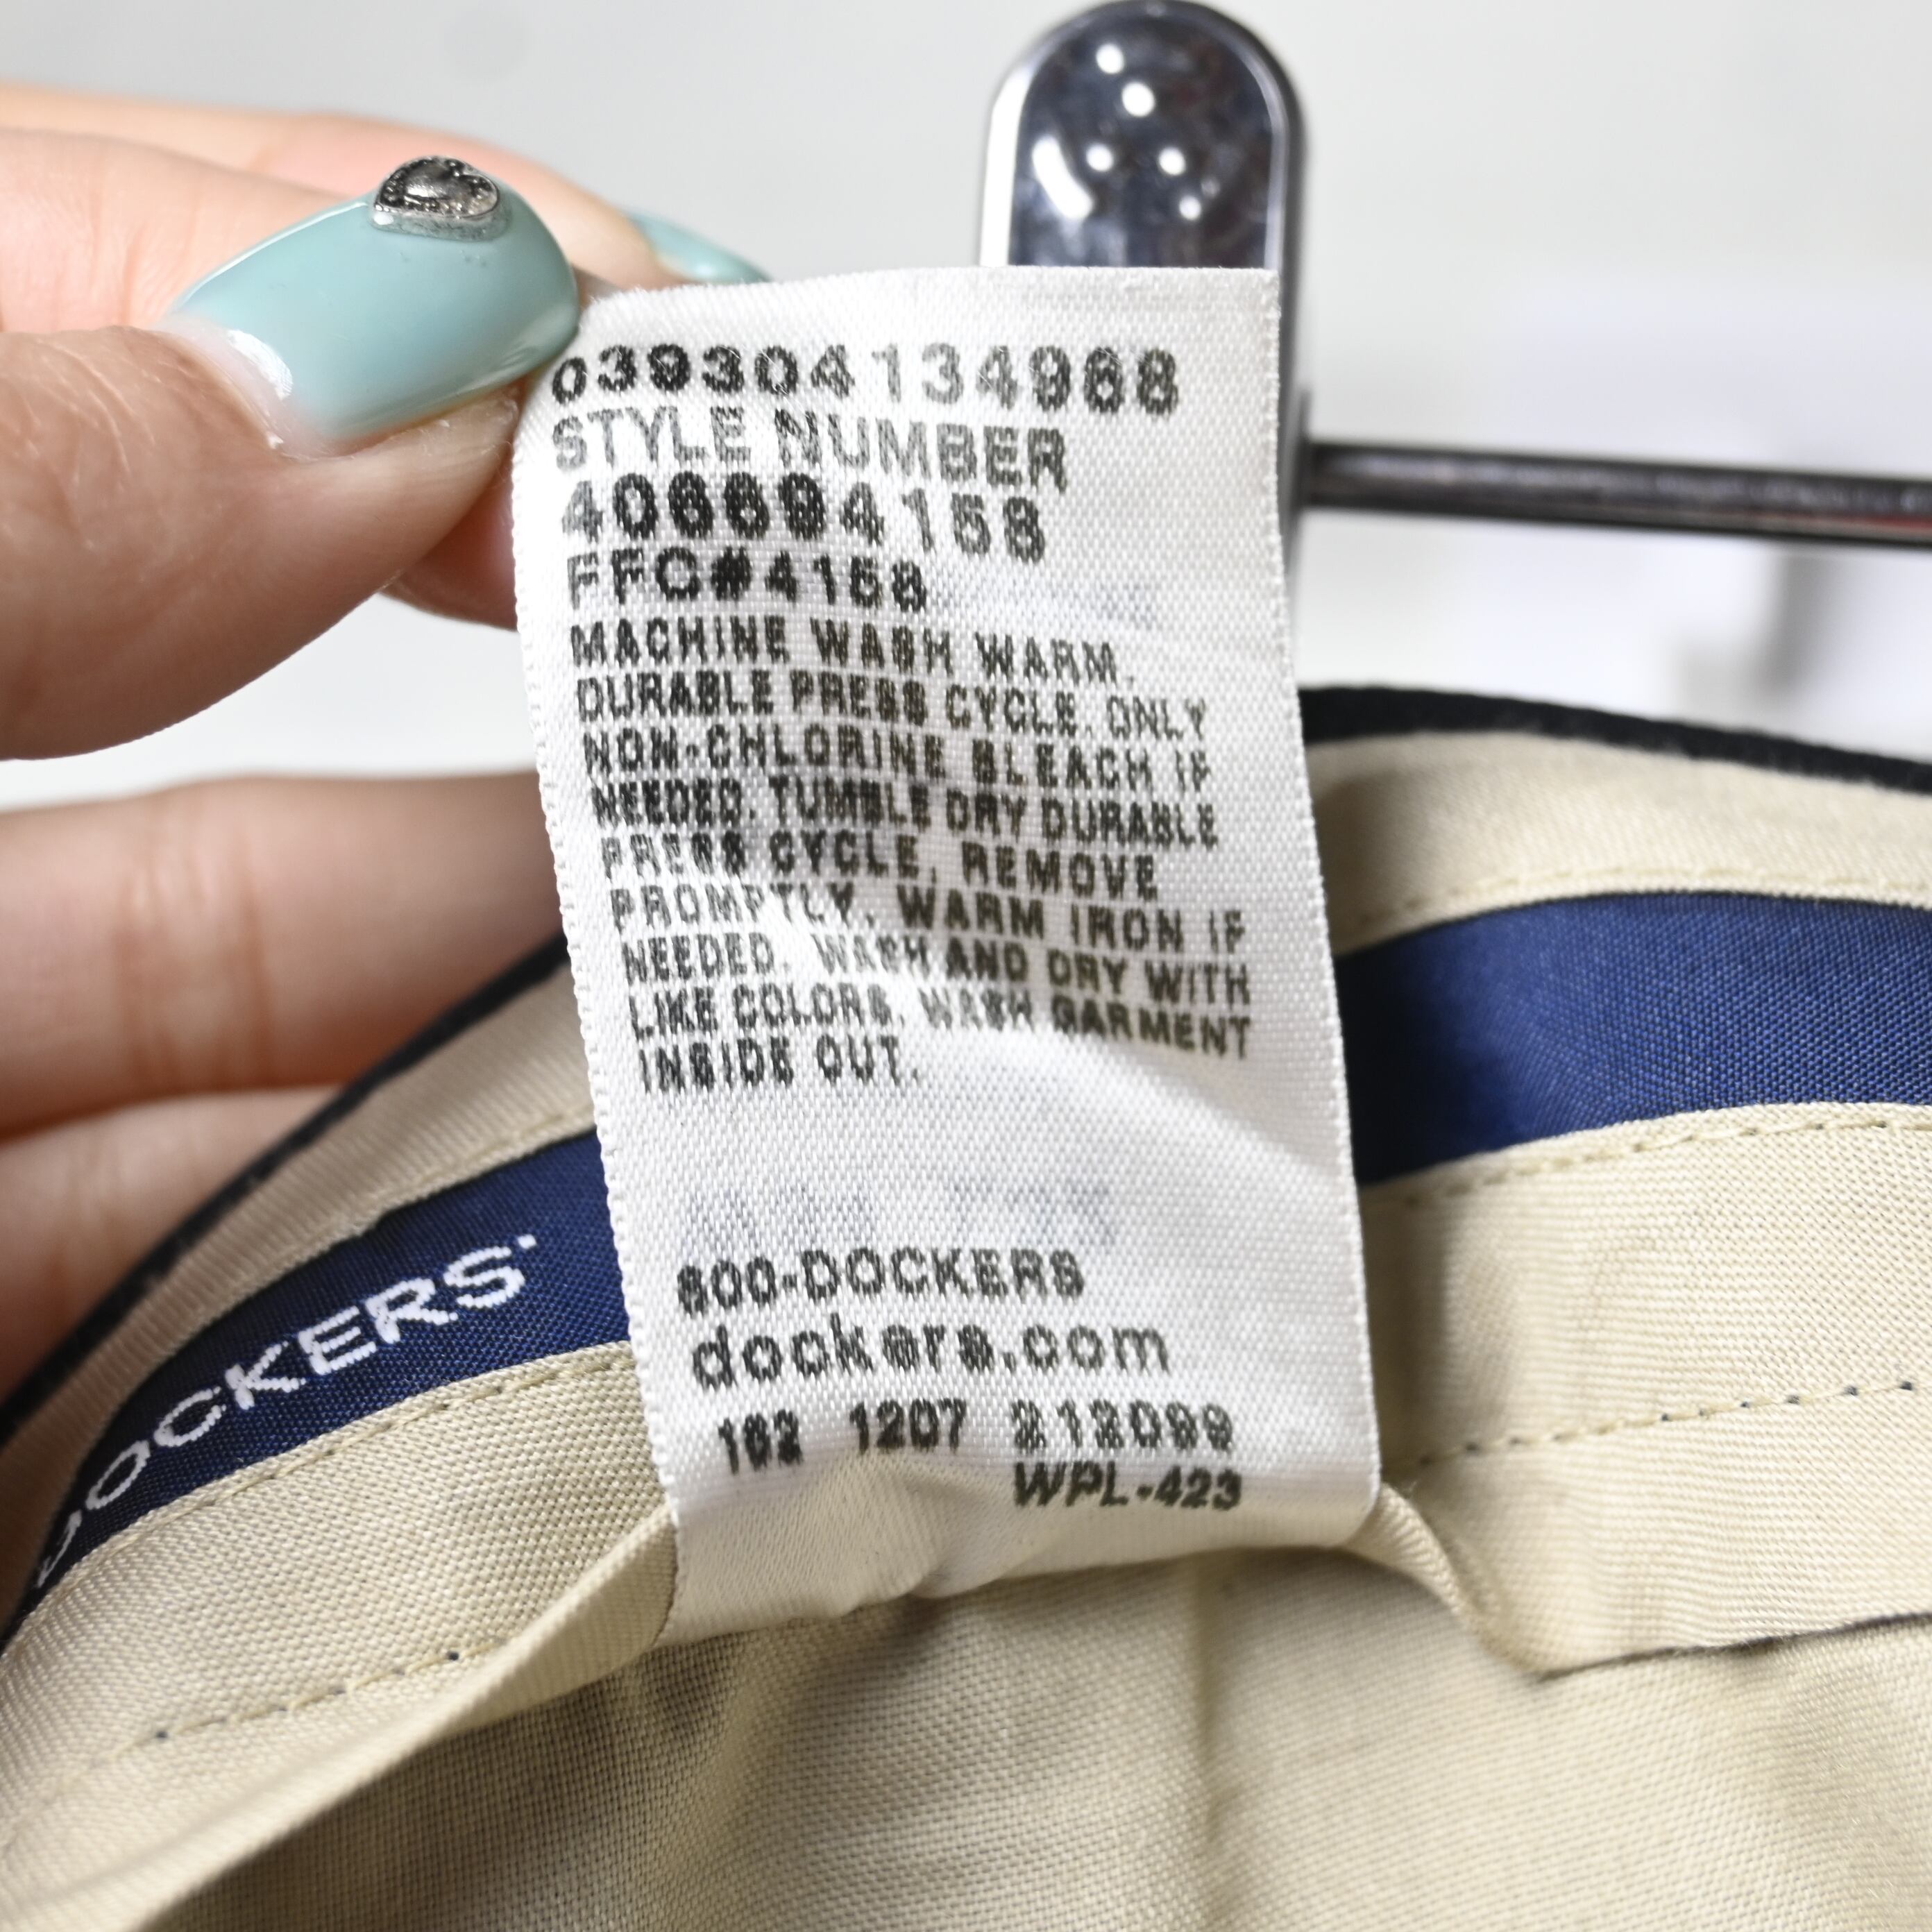 039304134968
STYLE NUMBER
406694158
FFC#4158
MACHINE WASH WARM.
DURABLE PRESS CYCLE. ONLY
NON-CHLORINE BLEACH IF
NEEDED. TUMBLE DRY DURABLE
PRESS CYCLE. REMOVE
PROMPTLY. WARM IRON IF
NEEDED. WASH AND DRY WITH
LIKE COLORS. WASH GARMENT
INSIDE OUT.
800-DOCKERS
dockers.com
162 1207 212099
WPL-423
DOCKERS